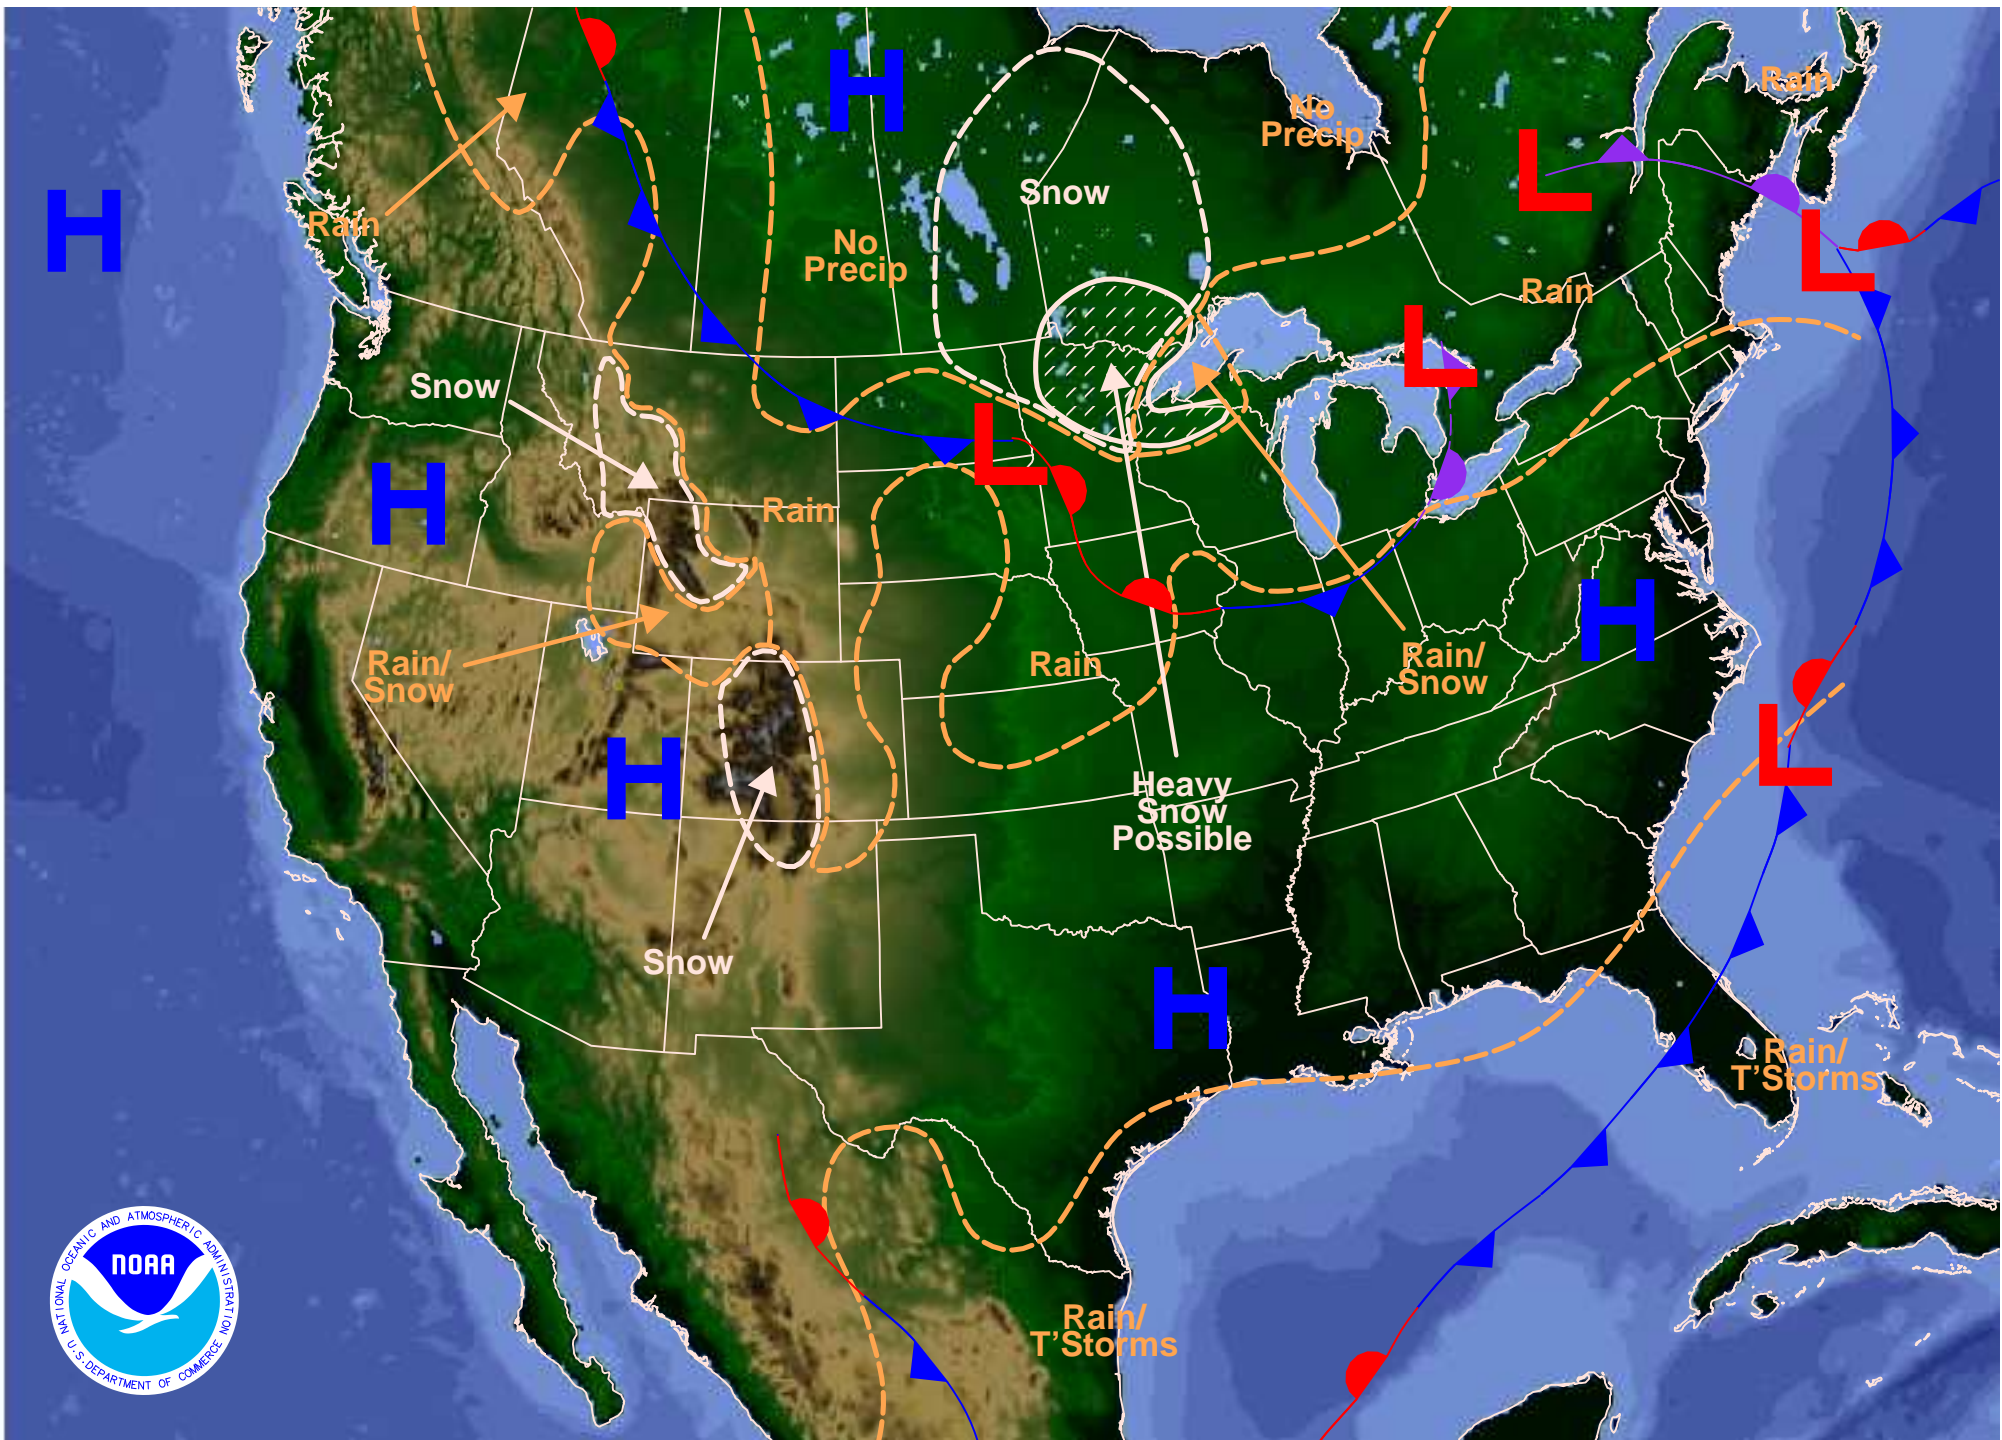 H
Rain
No
Precip
Rain
L
H
Snow
Rain
No
Precip
L
Rain
L
Snow
L
H
Rain
H
Rain/
Snow
Rain
Rain/
Snow
L
H
Heavy
Snow
Possible
Snow
H
Rain/
T'Storms
NATIONAL OCEANIC AND ATMOSPHERIC ADMINISTRATION
NOAA
U.S. DEPARTMENT OF COMMERCE
Rain/
T'Storms